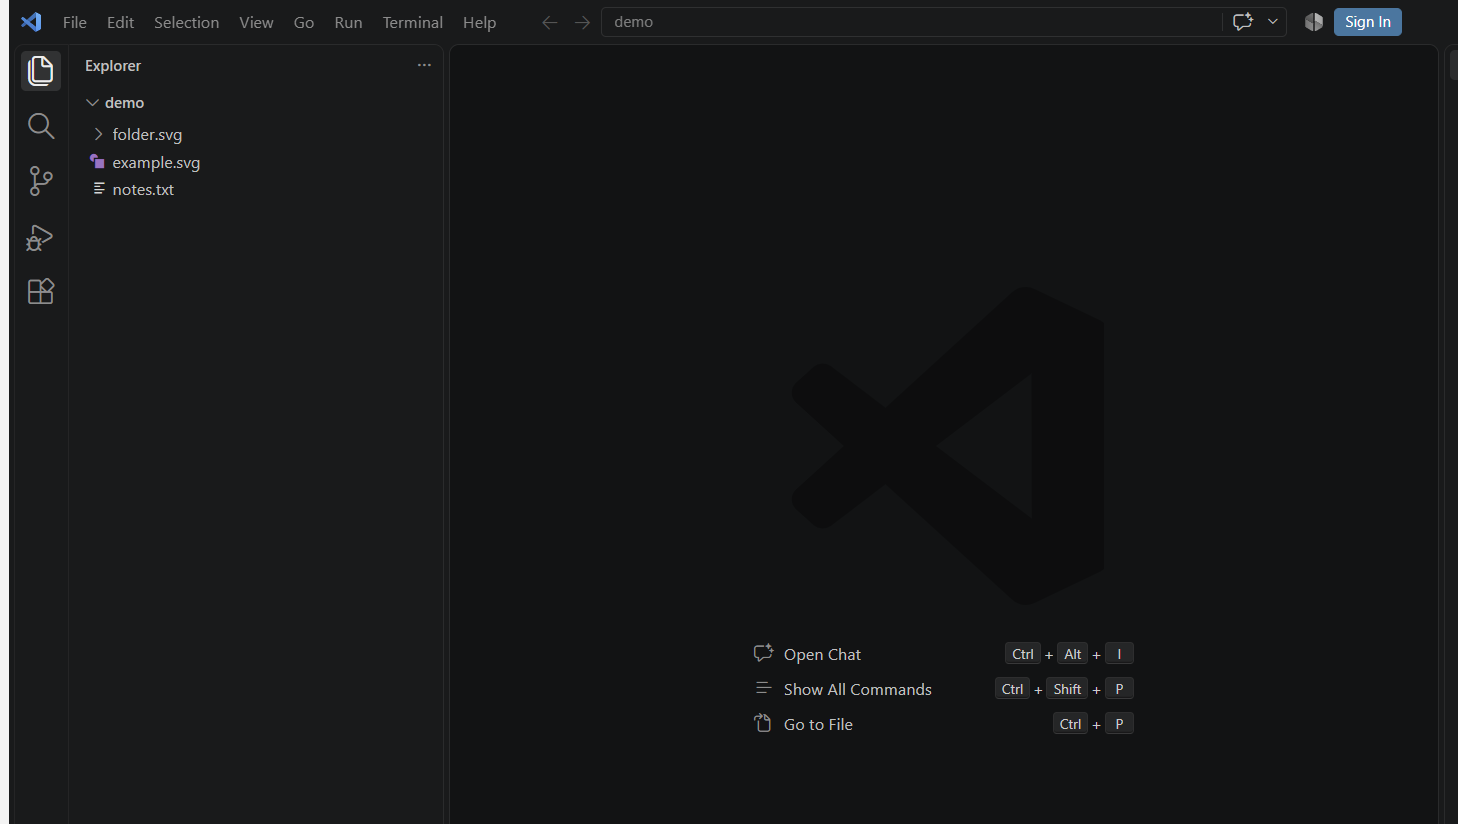 File Edit Selection View Go Run Terminal Help demo Sign In
Explorer
demo
folder.svg
example.svg
notes.txt
Open Chat Ctrl + Alt + I
Show All Commands Ctrl + Shift + P
Go to File Ctrl + P